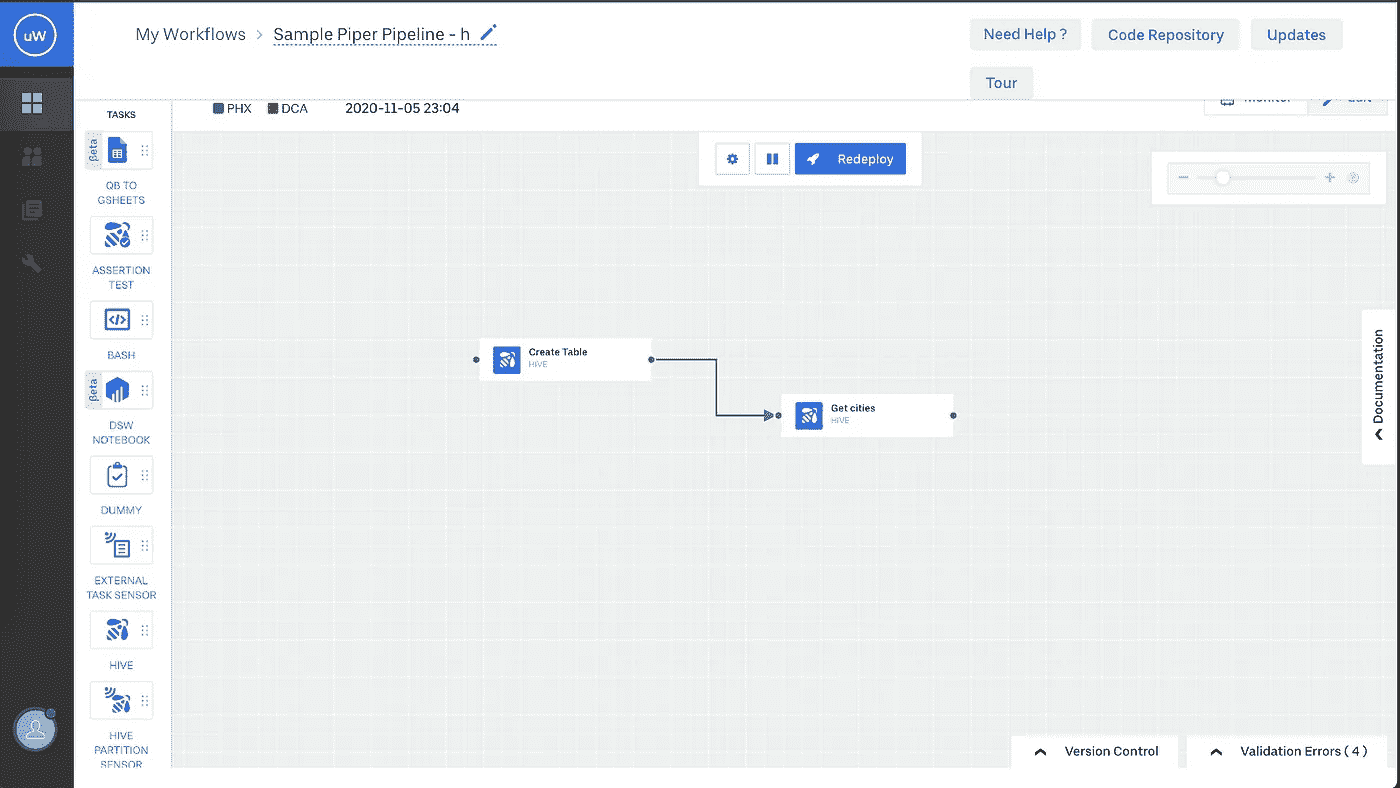 uW
My Workflows > Sample Piper Pipeline - h
Need Help ?
Code Repository
Updates
Tour
TASKS
PHX
DCA
2020-11-05 23:04
Monitor
Edit
Redeploy
βeta
QB TO
GSHEETS
ASSERTION
TEST
BASH
βeta
DSW
NOTEBOOK
DUMMY
EXTERNAL
TASK SENSOR
HIVE
HIVE
PARTITION
SENSOR
Create Table
HIVE
Get cities
HIVE
Documentation
Version Control
Validation Errors ( 4 )